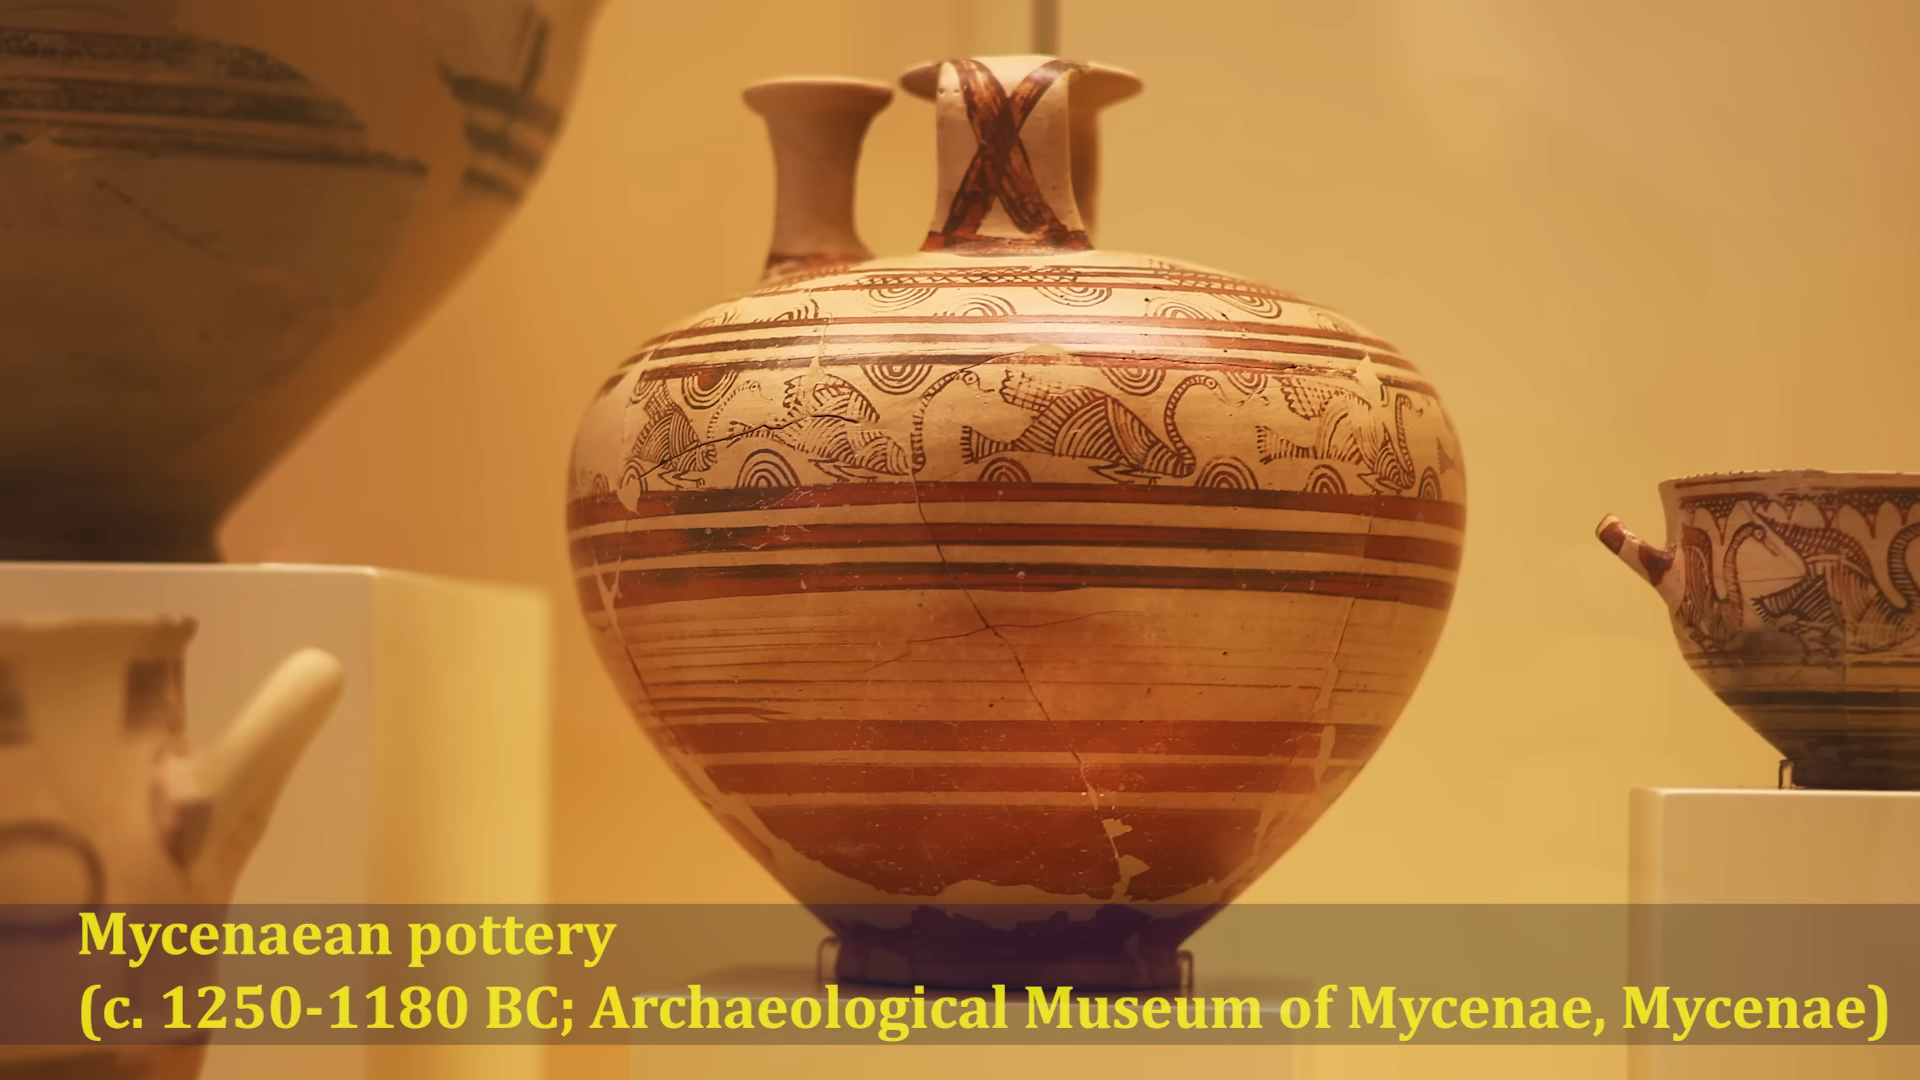 Mycenaean pottery
(c. 1250-1180 BC; Archaeological Museum of Mycenae, Mycenae)